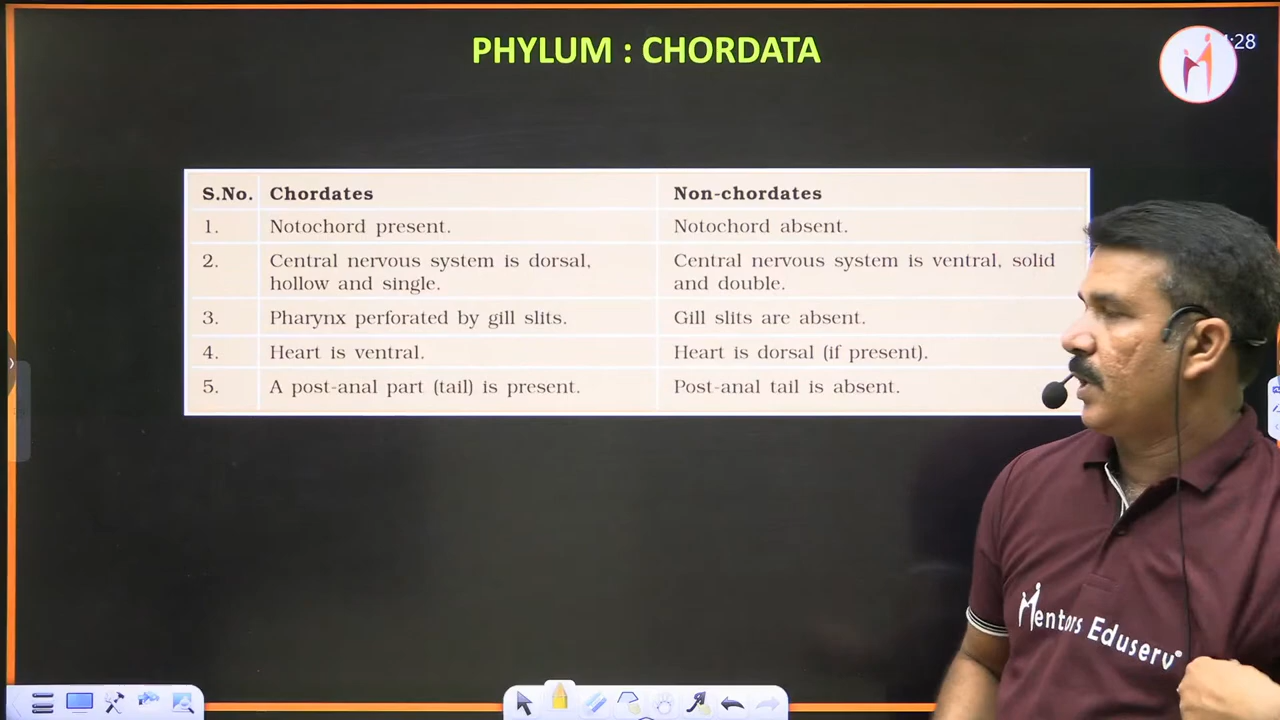 PHYLUM : CHORDATA
:28
S.No. Chordates Non-chordates
1. Notochord present. Notochord absent.
2. Central nervous system is dorsal, Central nervous system is ventral, solid
hollow and single. and double.
3. Pharynx perforated by gill slits. Gill slits are absent.
4. Heart is ventral. Heart is dorsal (if present).
5. A post-anal part (tail) is present. Post-anal tail is absent.
Mentors Eduserv